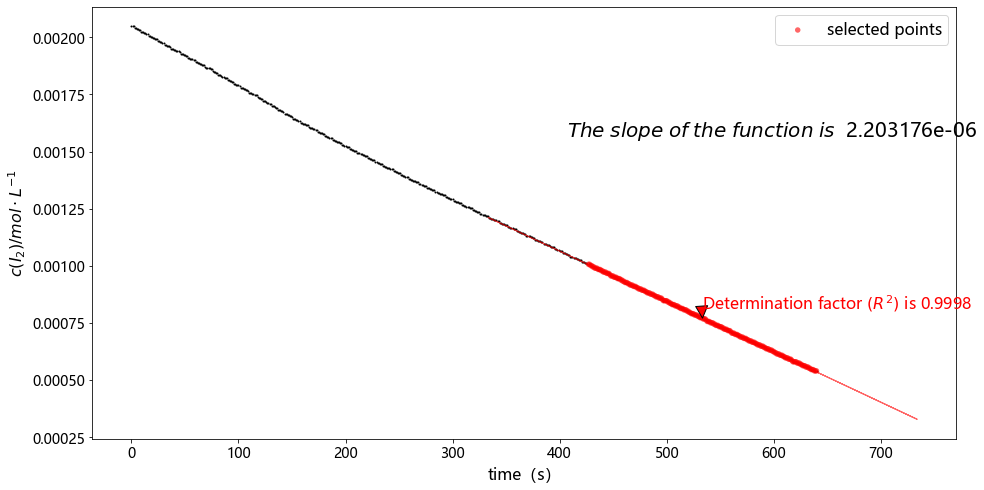 selected points
The slope of the function is 2.203176e-06
Determination factor (R²) is 0.9998
c(I₂)/mol · L⁻¹
0.00200
0.00175
0.00150
0.00125
0.00100
0.00075
0.00050
0.00025
0 100 200 300 400 500 600 700
time（s）